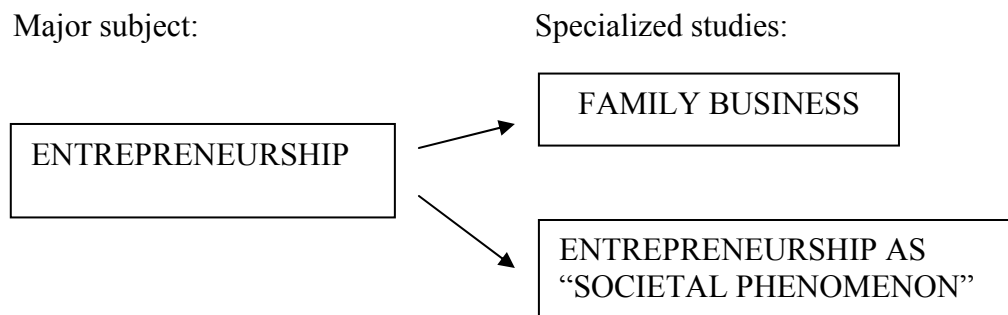 Major subject:
Specialized studies:
FAMILY BUSINESS
ENTREPRENEURSHIP
ENTREPRENEURSHIP AS
“SOCIETAL PHENOMENON”